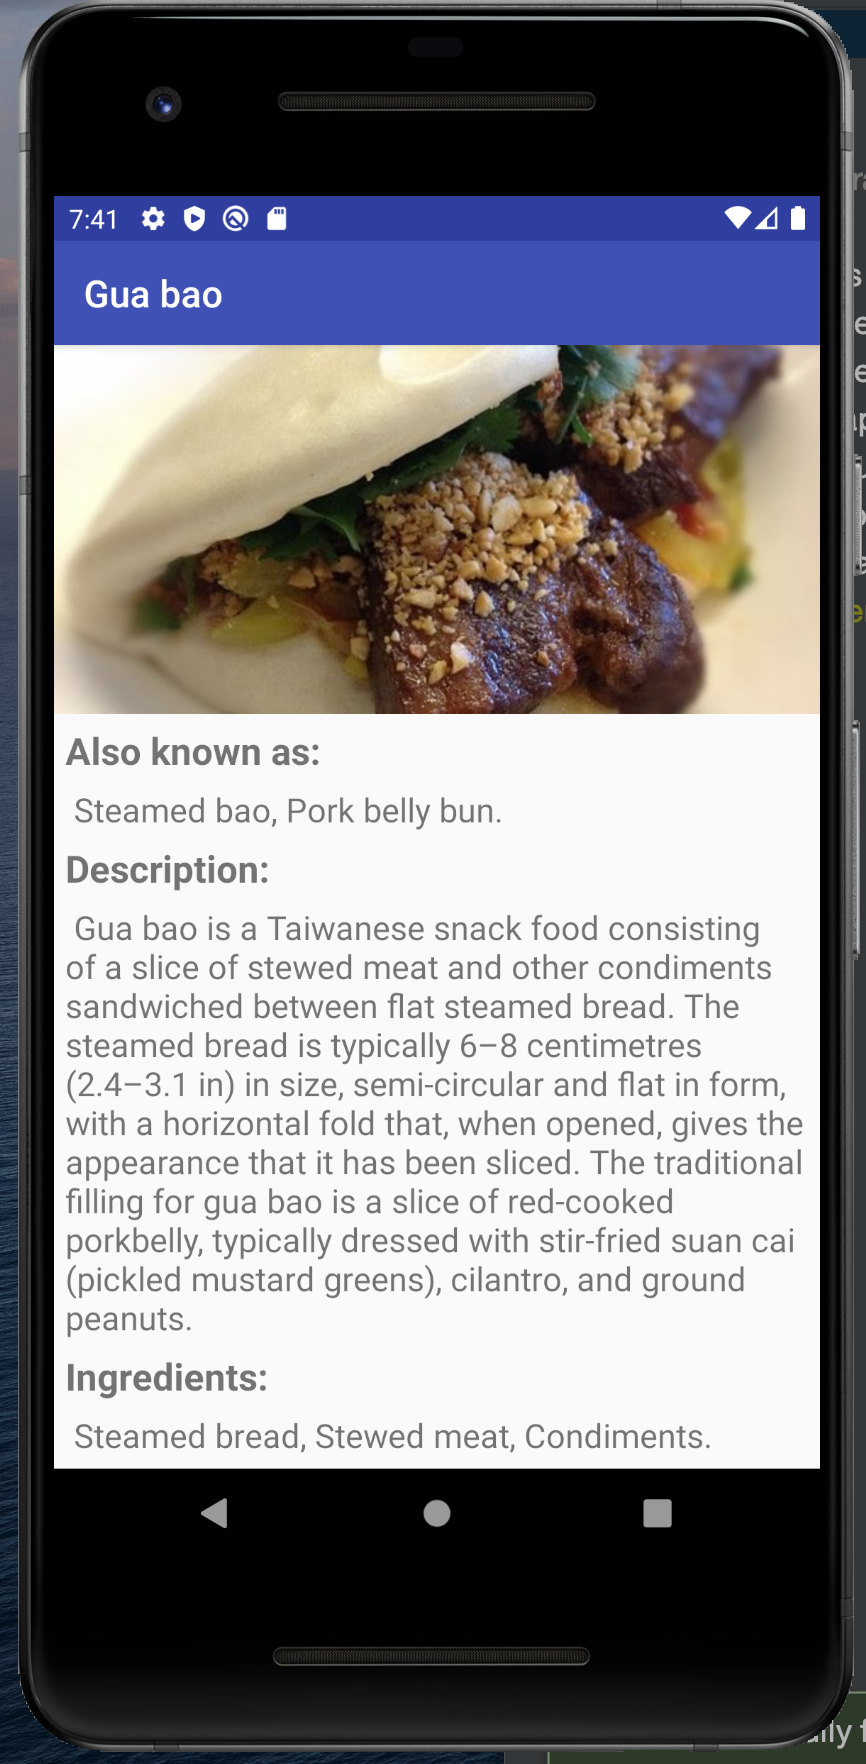 7:41
Gua bao
Also known as:
Steamed bao, Pork belly bun.
Description:
Gua bao is a Taiwanese snack food consisting
of a slice of stewed meat and other condiments
sandwiched between flat steamed bread. The
steamed bread is typically 6–8 centimetres
(2.4–3.1 in) in size, semi-circular and flat in form,
with a horizontal fold that, when opened, gives the
appearance that it has been sliced. The traditional
filling for gua bao is a slice of red-cooked
porkbelly, typically dressed with stir-fried suan cai
(pickled mustard greens), cilantro, and ground
peanuts.
Ingredients:
Steamed bread, Stewed meat, Condiments.